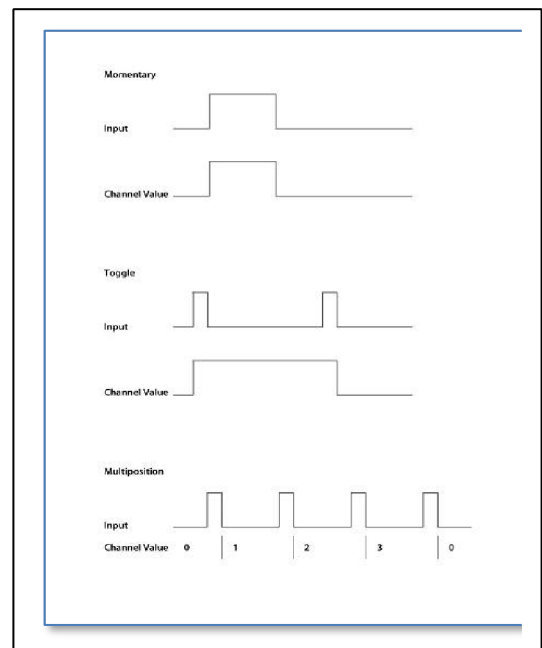 Momentary
Input
Channel Value
Toggle
Input
Channel Value
Multiposition
Input
Channel Value 0 1 2 3 0